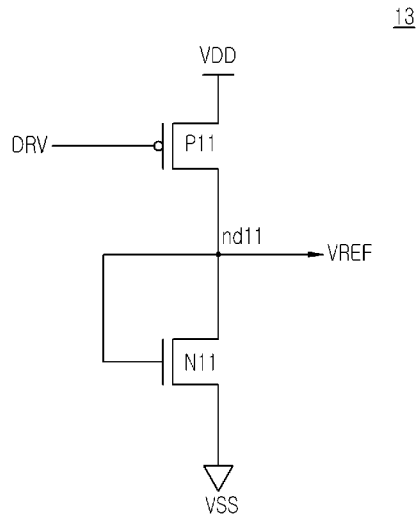 13
VDD
DRV
P11
nd11
VREF
N11
VSS